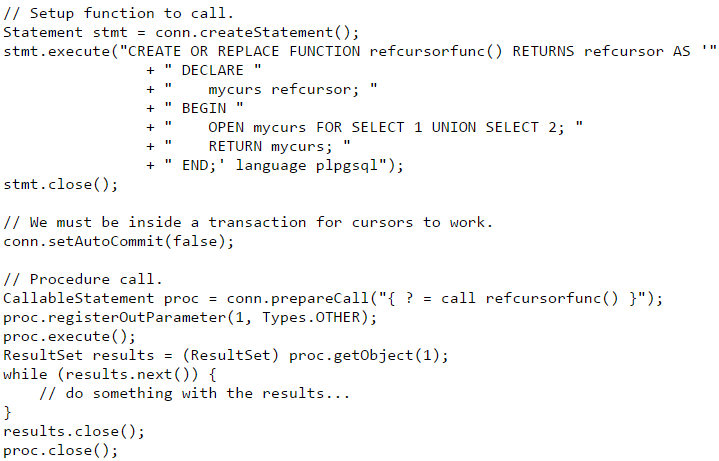 // Setup function to call.
Statement stmt = conn.createStatement();
stmt.execute("CREATE OR REPLACE FUNCTION refcursorfunc() RETURNS refcursor AS '"
                 + " DECLARE "
                 + "    mycurs refcursor; "
                 + " BEGIN "
                 + "    OPEN mycurs FOR SELECT 1 UNION SELECT 2; "
                 + "    RETURN mycurs; "
                 + " END;' language plpgsql");
stmt.close();

// We must be inside a transaction for cursors to work.
conn.setAutoCommit(false);

// Procedure call.
CallableStatement proc = conn.prepareCall("{ ? = call refcursorfunc() }");
proc.registerOutParameter(1, Types.OTHER);
proc.execute();
ResultSet results = (ResultSet) proc.getObject(1);
while (results.next()) {
    // do something with the results...
}
results.close();
proc.close();